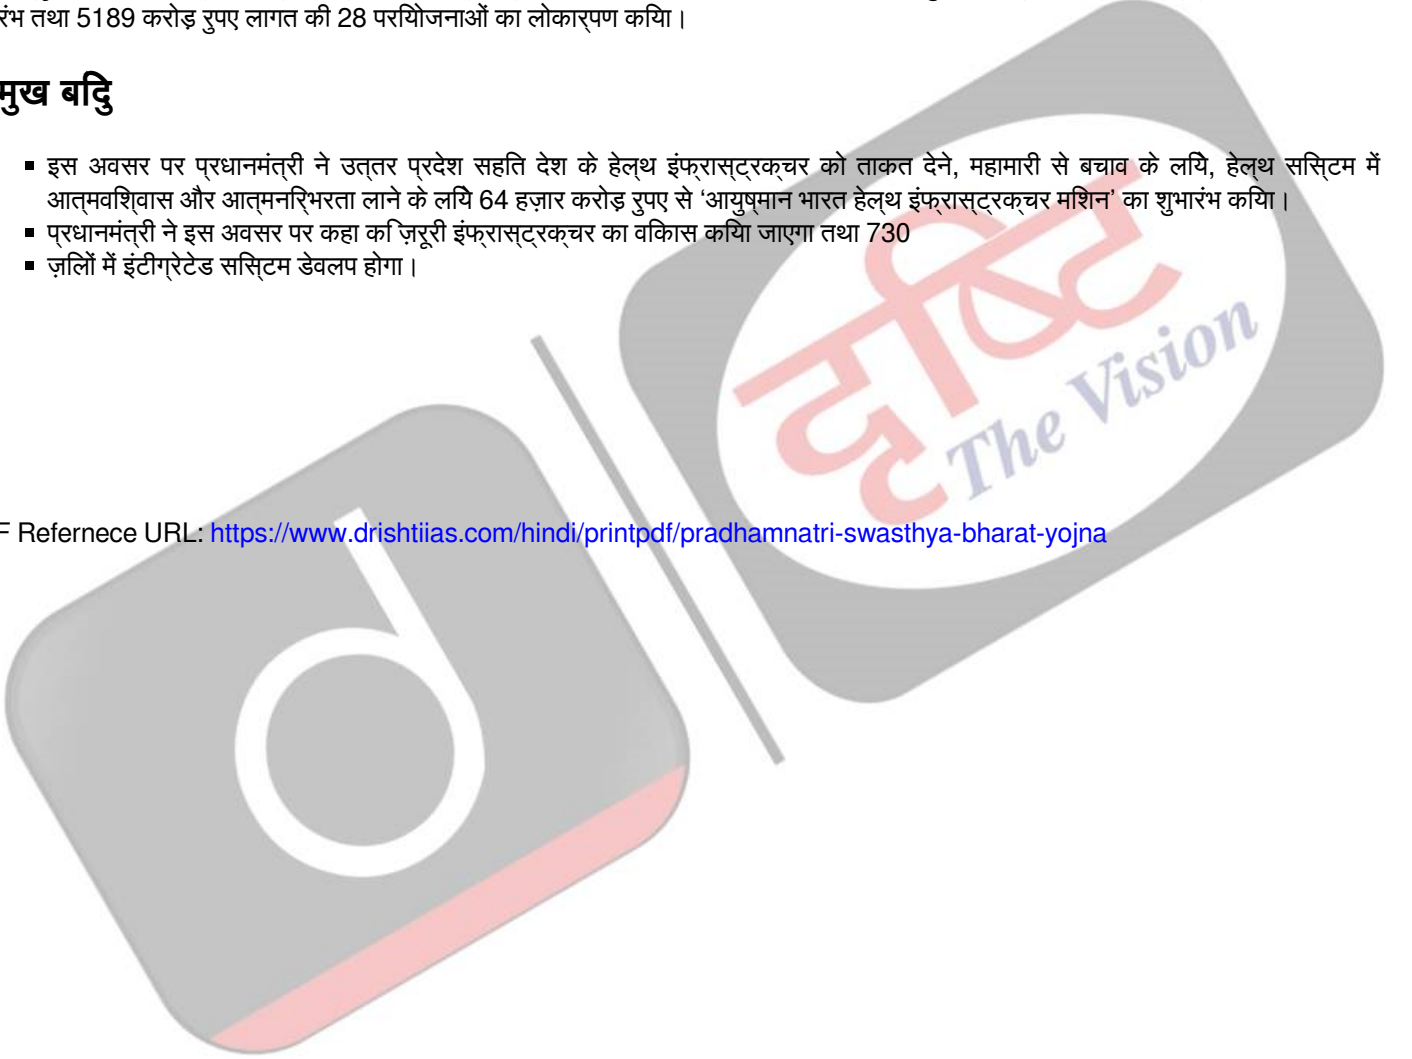 रंभ तथा 5189 करोड़ रुपए लागत की 28 परियोजनाओं का लोकार्पण किया।
मुख बिंदु
▪ इस अवसर पर प्रधानमंत्री ने उत्तर प्रदेश सहित देश के हेल्थ इंफ्रास्ट्रक्चर को ताकत देने, महामारी से बचाव के लिये, हेल्थ सिस्टम में
आत्मविश्वास और आत्मनिर्भरता लाने के लिये 64 हज़ार करोड़ रुपए से ‘आयुष्मान भारत हेल्थ इंफ्रास्ट्रक्चर मिशन’ का शुभारंभ किया।
▪ प्रधानमंत्री ने इस अवसर पर कहा कि ज़रूरी इंफ्रास्ट्रक्चर का विकास किया जाएगा तथा 730
▪ ज़िलों में इंटीग्रेटेड सिस्टम डेवलप होगा।
दृष्टि
The Vision
F Refernece URL: https://www.drishtiias.com/hindi/printpdf/pradhamnatri-swasthya-bharat-yojna
d